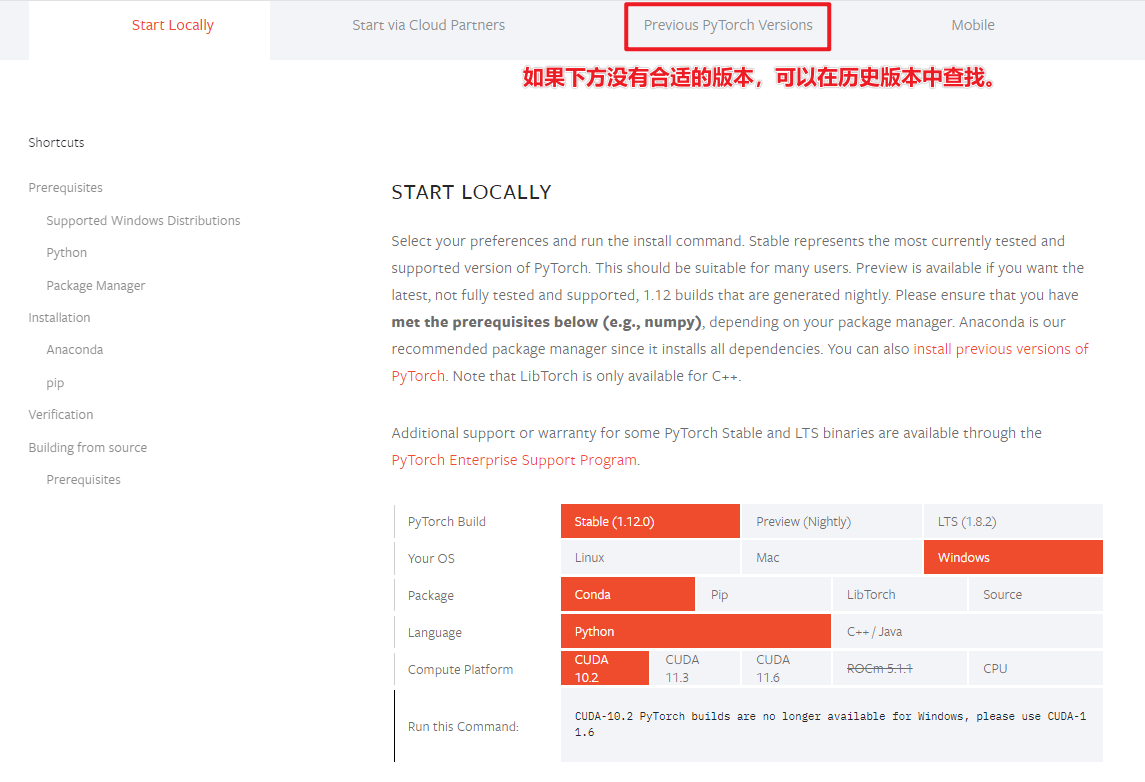 Start Locally
Start via Cloud Partners
Previous PyTorch Versions
Mobile
如果下方没有合适的版本，可以在历史版本中查找。
Shortcuts
Prerequisites
Supported Windows Distributions
Python
Package Manager
Installation
Anaconda
pip
Verification
Building from source
Prerequisites
START LOCALLY
Select your preferences and run the install command. Stable represents the most currently tested and
supported version of PyTorch. This should be suitable for many users. Preview is available if you want the
latest, not fully tested and supported, 1.12 builds that are generated nightly. Please ensure that you have
met the prerequisites below (e.g., numpy), depending on your package manager. Anaconda is our
recommended package manager since it installs all dependencies. You can also install previous versions of
PyTorch. Note that LibTorch is only available for C++.
Additional support or warranty for some PyTorch Stable and LTS binaries are available through the
PyTorch Enterprise Support Program.
PyTorch Build
Stable (1.12.0)
Preview (Nightly)
LTS (1.8.2)
Your OS
Linux
Mac
Windows
Package
Conda
Pip
LibTorch
Source
Language
Python
C++ / Java
Compute Platform
CUDA
10.2
CUDA
11.3
CUDA
11.6
ROCm 5.1.1
CPU
Run this Command:
CUDA-10.2 PyTorch builds are no longer available for Windows, please use CUDA-1
1.6